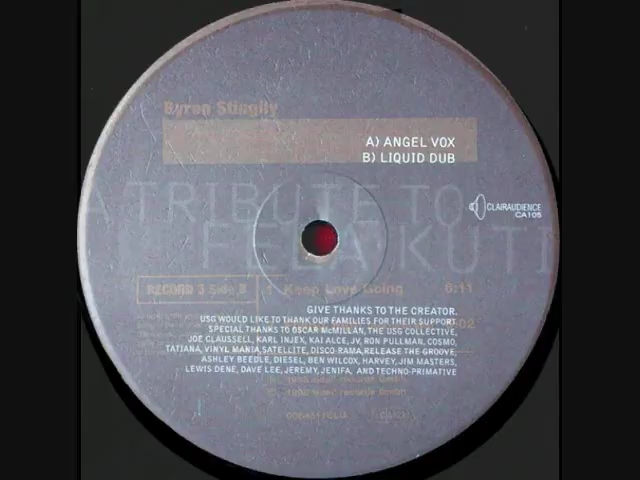 Byron Stingily
A) ANGEL VOX
B) LIQUID DUB
A TRIBUTE TO
FELA KUTI
CLAIRAUDIENCE
CA105
RECORD 3 Side B
1 Keep Love Going 8:11
GIVE THANKS TO THE CREATOR.
USG WOULD LIKE TO THANK OUR FAMILIES FOR THEIR SUPPORT.
SPECIAL THANKS TO OSCAR McMILLAN, THE USG COLLECTIVE,
JOE CLAUSSELL, KARL INJEX, KAI ALCE, JV, RON PULLMAN, COSMO,
TATIANA, VINYL MANIA, SATELLITE, DISCO RAMA, RELEASE THE GROOVE,
ASHLEY BEEDLE, DIESEL, BEN WILCOX, HARVEY, JIM MASTERS,
LEWIS DENE, DAVE LEE, JEREMY, JENIFA, AND TECHNO-PRIMATIVE